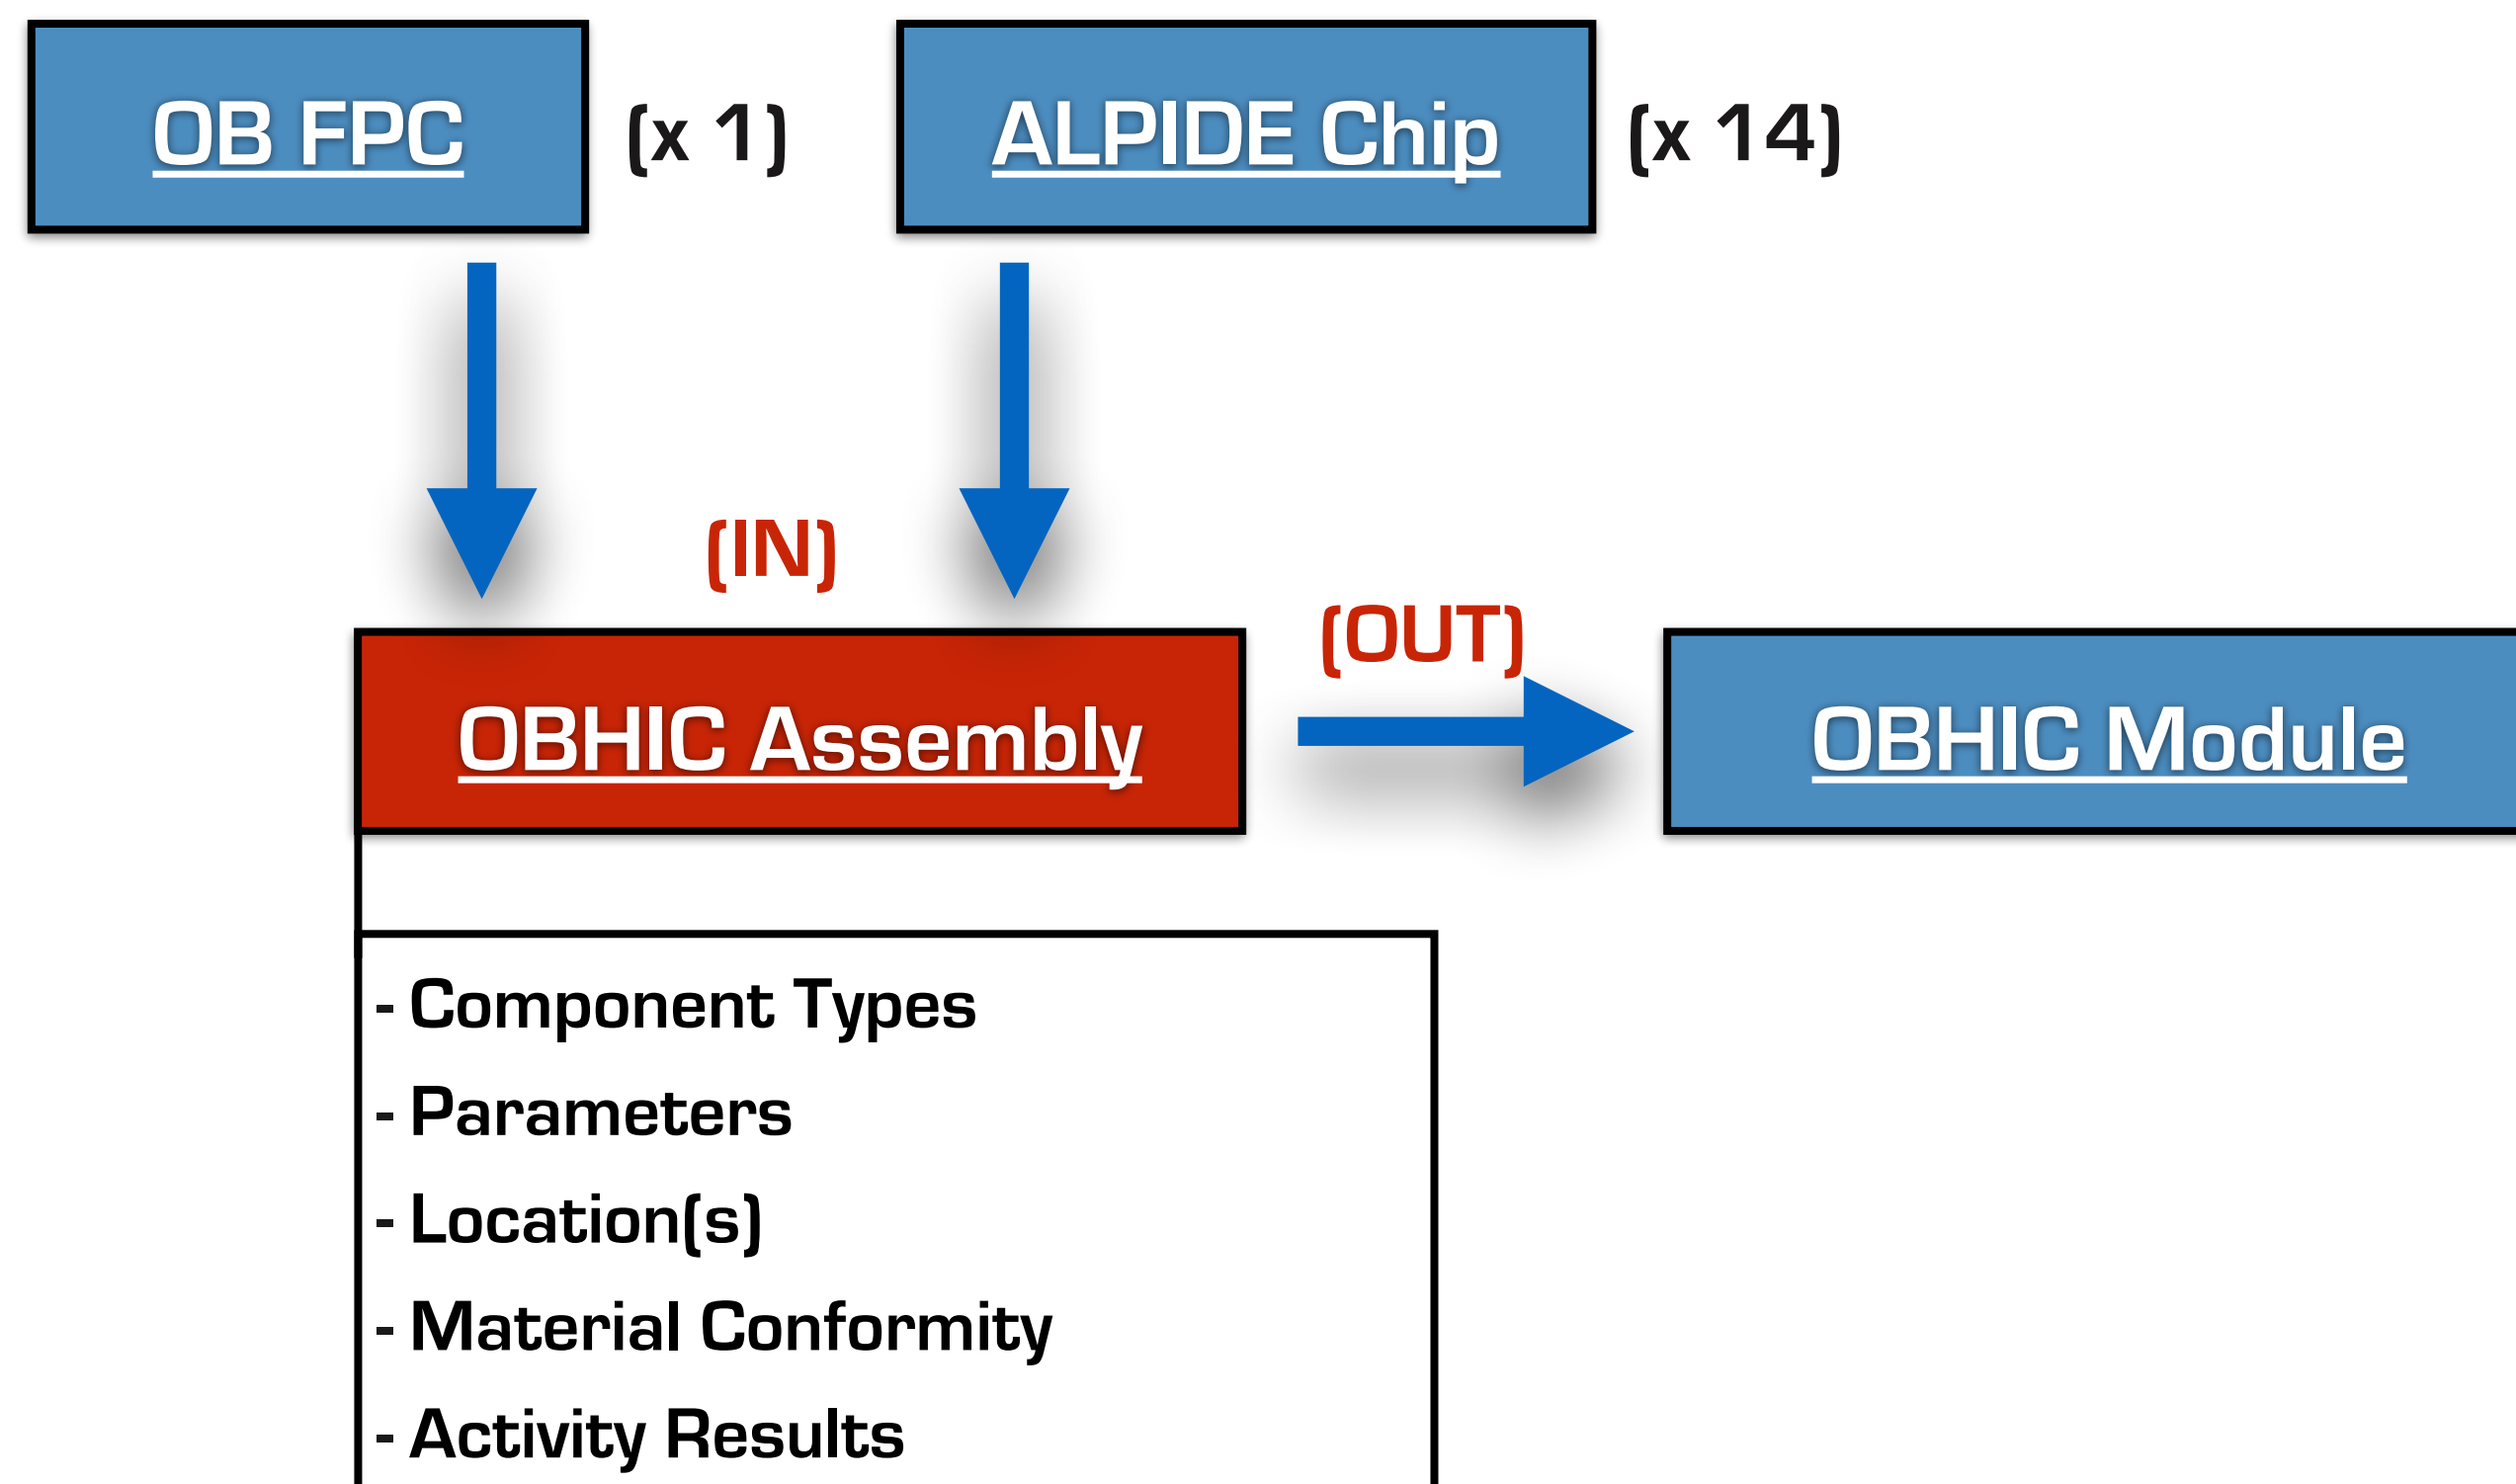 OB FPC (x 1) ALPIDE Chip (x 14)
(IN)
(OUT)
OBHIC Assembly OBHIC Module
- Component Types
- Parameters
- Location(s)
- Material Conformity
- Activity Results